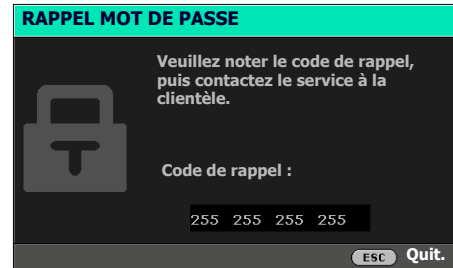 RAPPEL MOT DE PASSE
Veuillez noter le code de rappel,
puis contactez le service à la
clientèle.
Code de rappel :
255 255 255 255
ESC Quit.